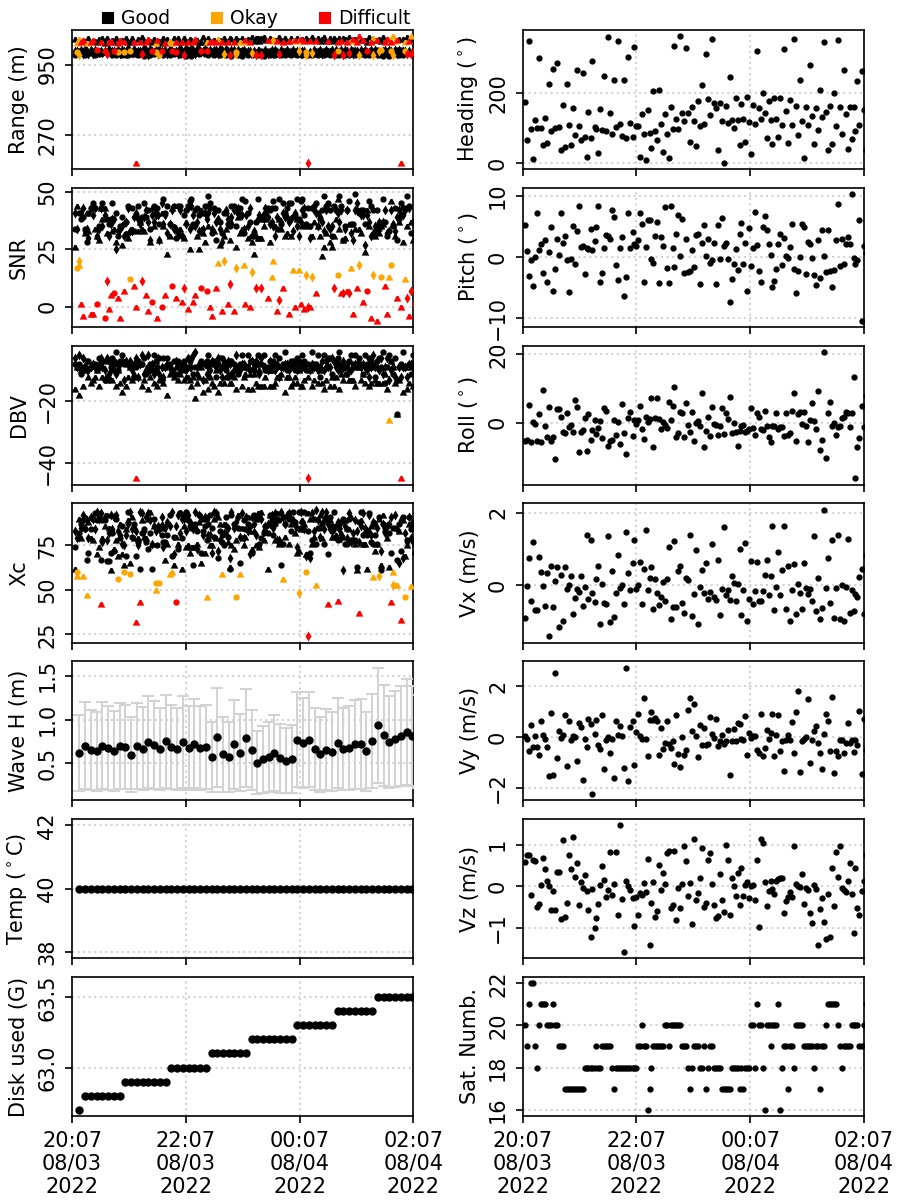 Good Okay Difficult
Range (m)
950
270
Heading (°)
200
0
SNR
50
25
0
Pitch (°)
10
0
−10
DBV
−20
−40
Roll (°)
20
0
Xc
75
50
25
Vx (m/s)
2
0
Wave H (m)
1.5
1.0
0.5
Vy (m/s)
2
0
−2
Temp (°C)
42
40
38
Vz (m/s)
1
0
−1
Disk used (G)
63.5
63.0
Sat. Numb.
22
20
18
16
20:07 22:07 00:07 02:07
08/03 08/03 08/04 08/04
2022 2022 2022 2022
20:07 22:07 00:07 02:07
08/03 08/03 08/04 08/04
2022 2022 2022 2022